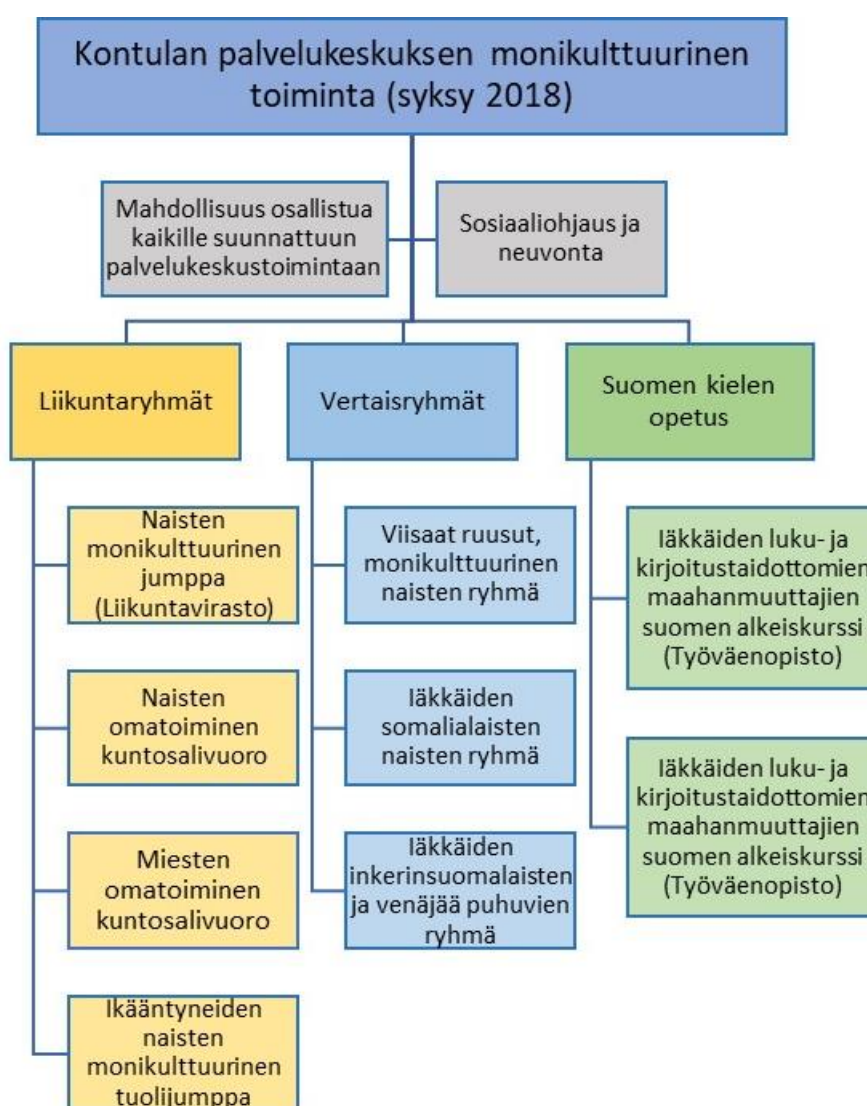 Kontulan palvelukeskuksen monikulttuurinen
toiminta (syksy 2018)
Mahdollisuus osallistua
kaikille suunnattuun
palvelukeskustoimintaan
Sosiaaliohjaus ja
neuvonta
Liikuntaryhmät
Naisten
monikulttuurinen
jumppa
(Liikuntavirasto)
Naisten
omatoiminen
kuntosalivuoro
Miesten
omatoiminen
kuntosalivuoro
Ikääntyneiden
naisten
monikulttuurinen
tuolijumppa
Vertaisryhmät
Viisaat ruusut,
monikulttuurinen
naisten ryhmä
Iäkkäiden
somalialaisten
naisten ryhmä
Iäkkäiden
inkerinsuomalaisten
ja venäjää puhuvien
ryhmä
Suomen kielen
opetus
Iäkkäiden luku- ja
kirjoitustaidottomien
maahanmuuttajien
suomen alkeiskurssi
(Työväenopisto)
Iäkkäiden luku- ja
kirjoitustaidottomien
maahanmuuttajien
suomen alkeiskurssi
(Työväenopisto)